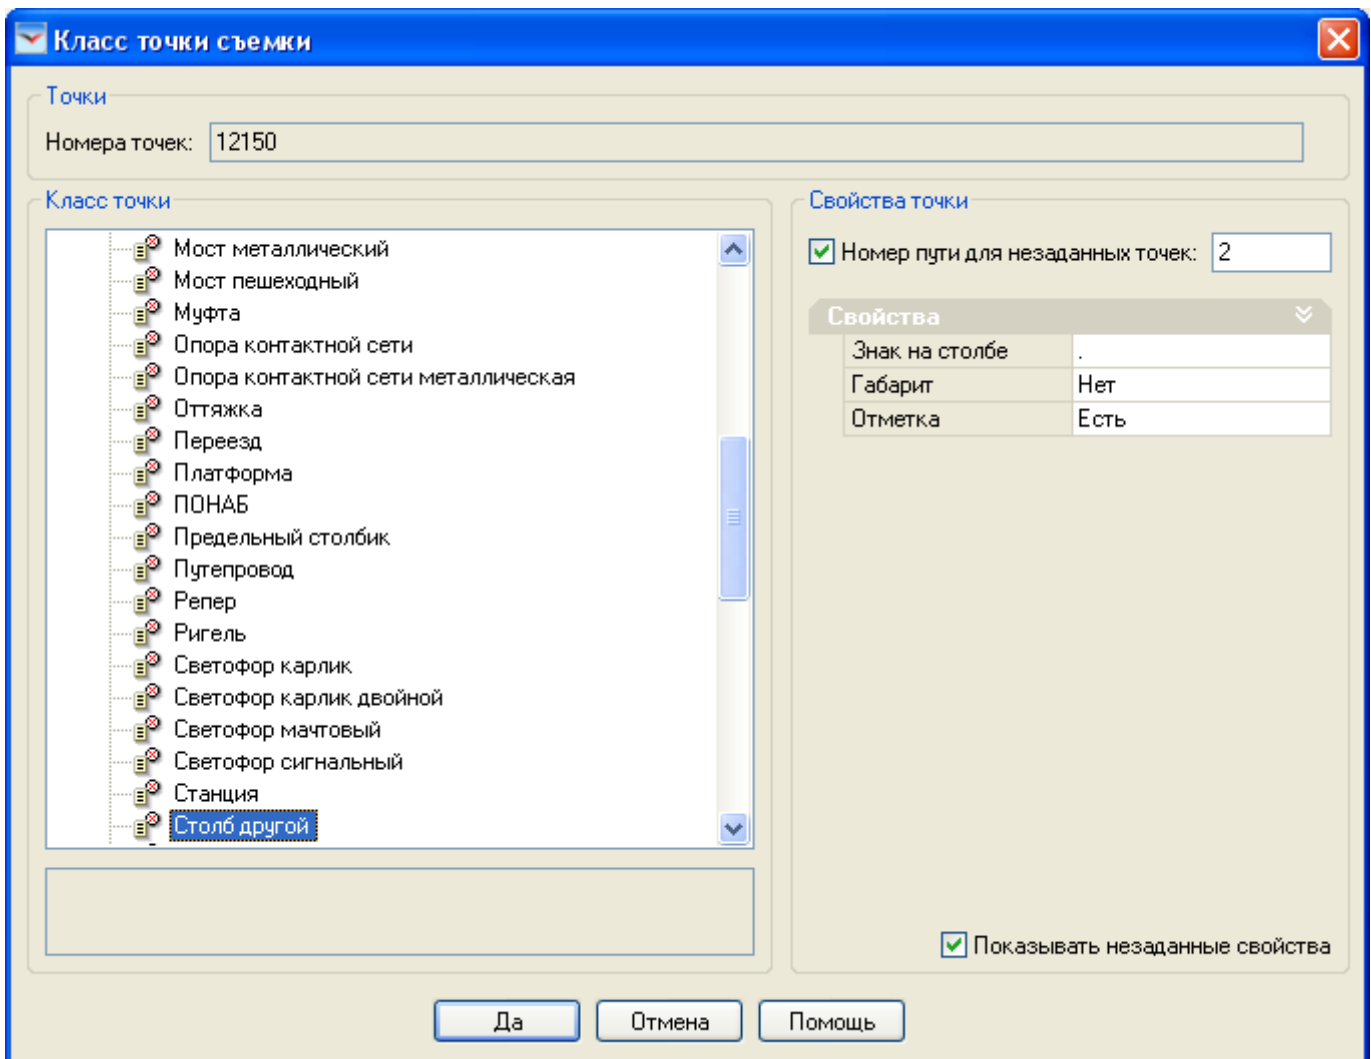 Класс точки съемки
Точки
Номера точек: 12150
Класс точки
Мост металлический
Мост пешеходный
Муфта
Опора контактной сети
Опора контактной сети металлическая
Оттяжка
Переезд
Платформа
ПОНАБ
Предельный столбик
Путепровод
Репер
Ригель
Светофор карлик
Светофор карлик двойной
Светофор мачтовый
Светофор сигнальный
Станция
Столб другой
Свойства точки
Номер пути для незаданных точек: 2
Свойства
Знак на столбе .
Габарит Нет
Отметка Есть
Показывать незаданные свойства
Да Отмена Помощь